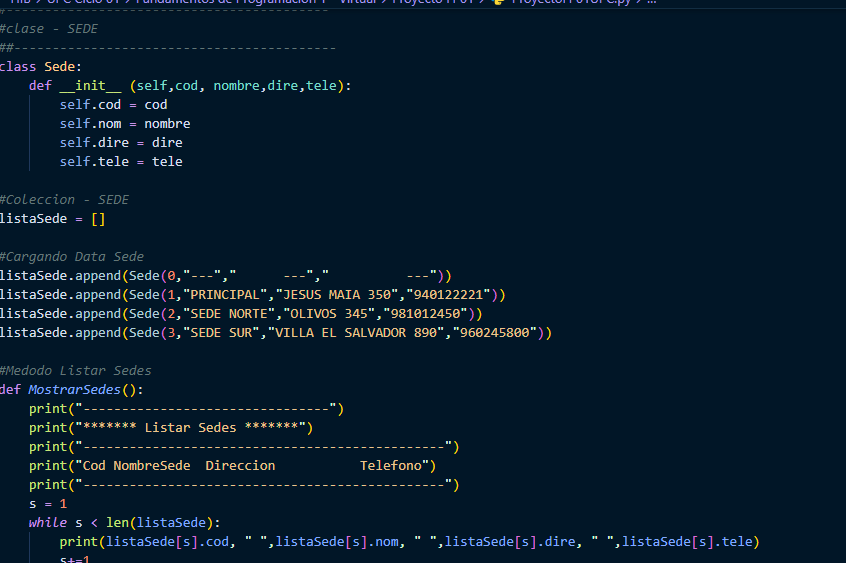 #------------------------------------------
#clase - SEDE
##------------------------------------------
class Sede:
    def __init__ (self,cod, nombre,dire,tele):
        self.cod = cod
        self.nom = nombre
        self.dire = dire
        self.tele = tele
#Coleccion - SEDE
listaSede = []
#Cargando Data Sede
listaSede.append(Sede(0,"---","      ---","          ---"))
listaSede.append(Sede(1,"PRINCIPAL","JESUS MAIA 350","940122221"))
listaSede.append(Sede(2,"SEDE NORTE","OLIVOS 345","981012450"))
listaSede.append(Sede(3,"SEDE SUR","VILLA EL SALVADOR 890","960245800"))
#Medodo Listar Sedes
def MostrarSedes():
    print("--------------------------------")
    print("******* Listar Sedes *******")
    print("-----------------------------------------------")
    print("Cod NombreSede  Direccion           Telefono")
    print("-----------------------------------------------")
    s = 1
    while s < len(listaSede):
        print(listaSede[s].cod, " ",listaSede[s].nom, " ",listaSede[s].dire, " ",listaSede[s].tele)
        s+=1